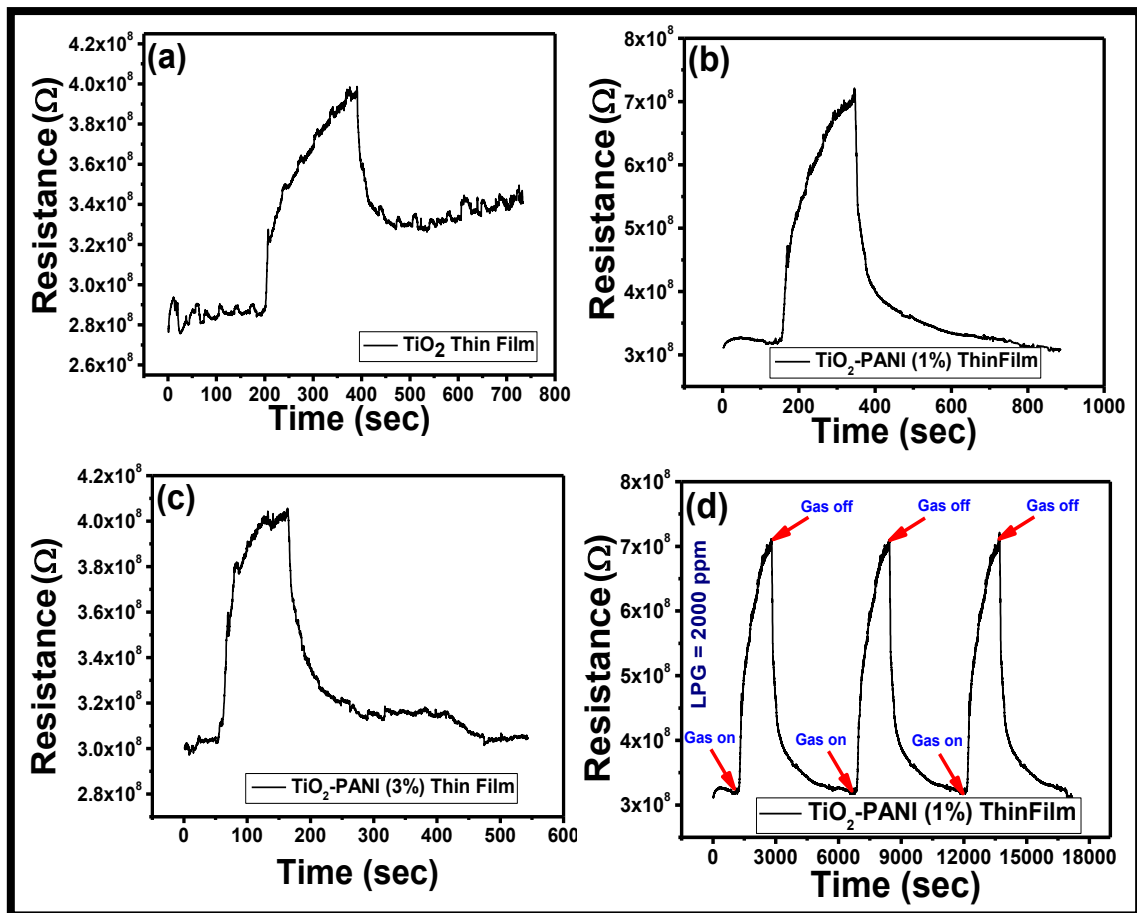 (a)
Resistance (Ω)
4.2x10⁸
4.0x10⁸
3.8x10⁸
3.6x10⁸
3.4x10⁸
3.2x10⁸
3.0x10⁸
2.8x10⁸
2.6x10⁸
TiO₂ Thin Film
0 100 200 300 400 500 600 700 800
Time (sec)
(b)
Resistance (Ω)
8x10⁸
7x10⁸
6x10⁸
5x10⁸
4x10⁸
3x10⁸
TiO₂-PANI (1%) ThinFilm
0 200 400 600 800 1000
Time (sec)
(c)
Resistance (Ω)
4.2x10⁸
4.0x10⁸
3.8x10⁸
3.6x10⁸
3.4x10⁸
3.2x10⁸
3.0x10⁸
2.8x10⁸
TiO₂-PANI (3%) Thin Film
0 100 200 300 400 500 600
Time (sec)
(d)
Resistance (Ω)
8x10⁸
7x10⁸
6x10⁸
5x10⁸
4x10⁸
3x10⁸
LPG = 2000 ppm
Gas off Gas off Gas off
Gas on Gas on Gas on
TiO₂-PANI (1%) ThinFilm
0 3000 6000 9000 12000 15000 18000
Time (sec)